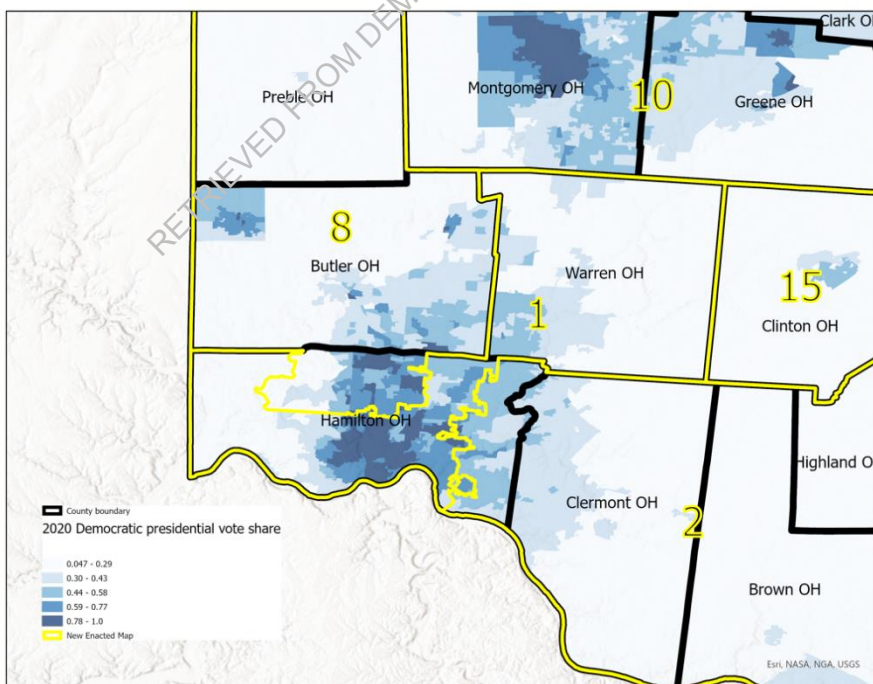 RETRIEVED FROM DEM
Clark OH
Preble OH
Montgomery OH
10
Greene OH
8
Butler OH
Warren OH
1
15
Clinton OH
Hamilton OH
Highland O
Clermont OH
2
Brown OH
County boundary
2020 Democratic presidential vote share
0.047 - 0.29
0.30 - 0.43
0.44 - 0.58
0.59 - 0.77
0.78 - 1.0
New Enacted Map
Esri, NASA, NGA, USGS